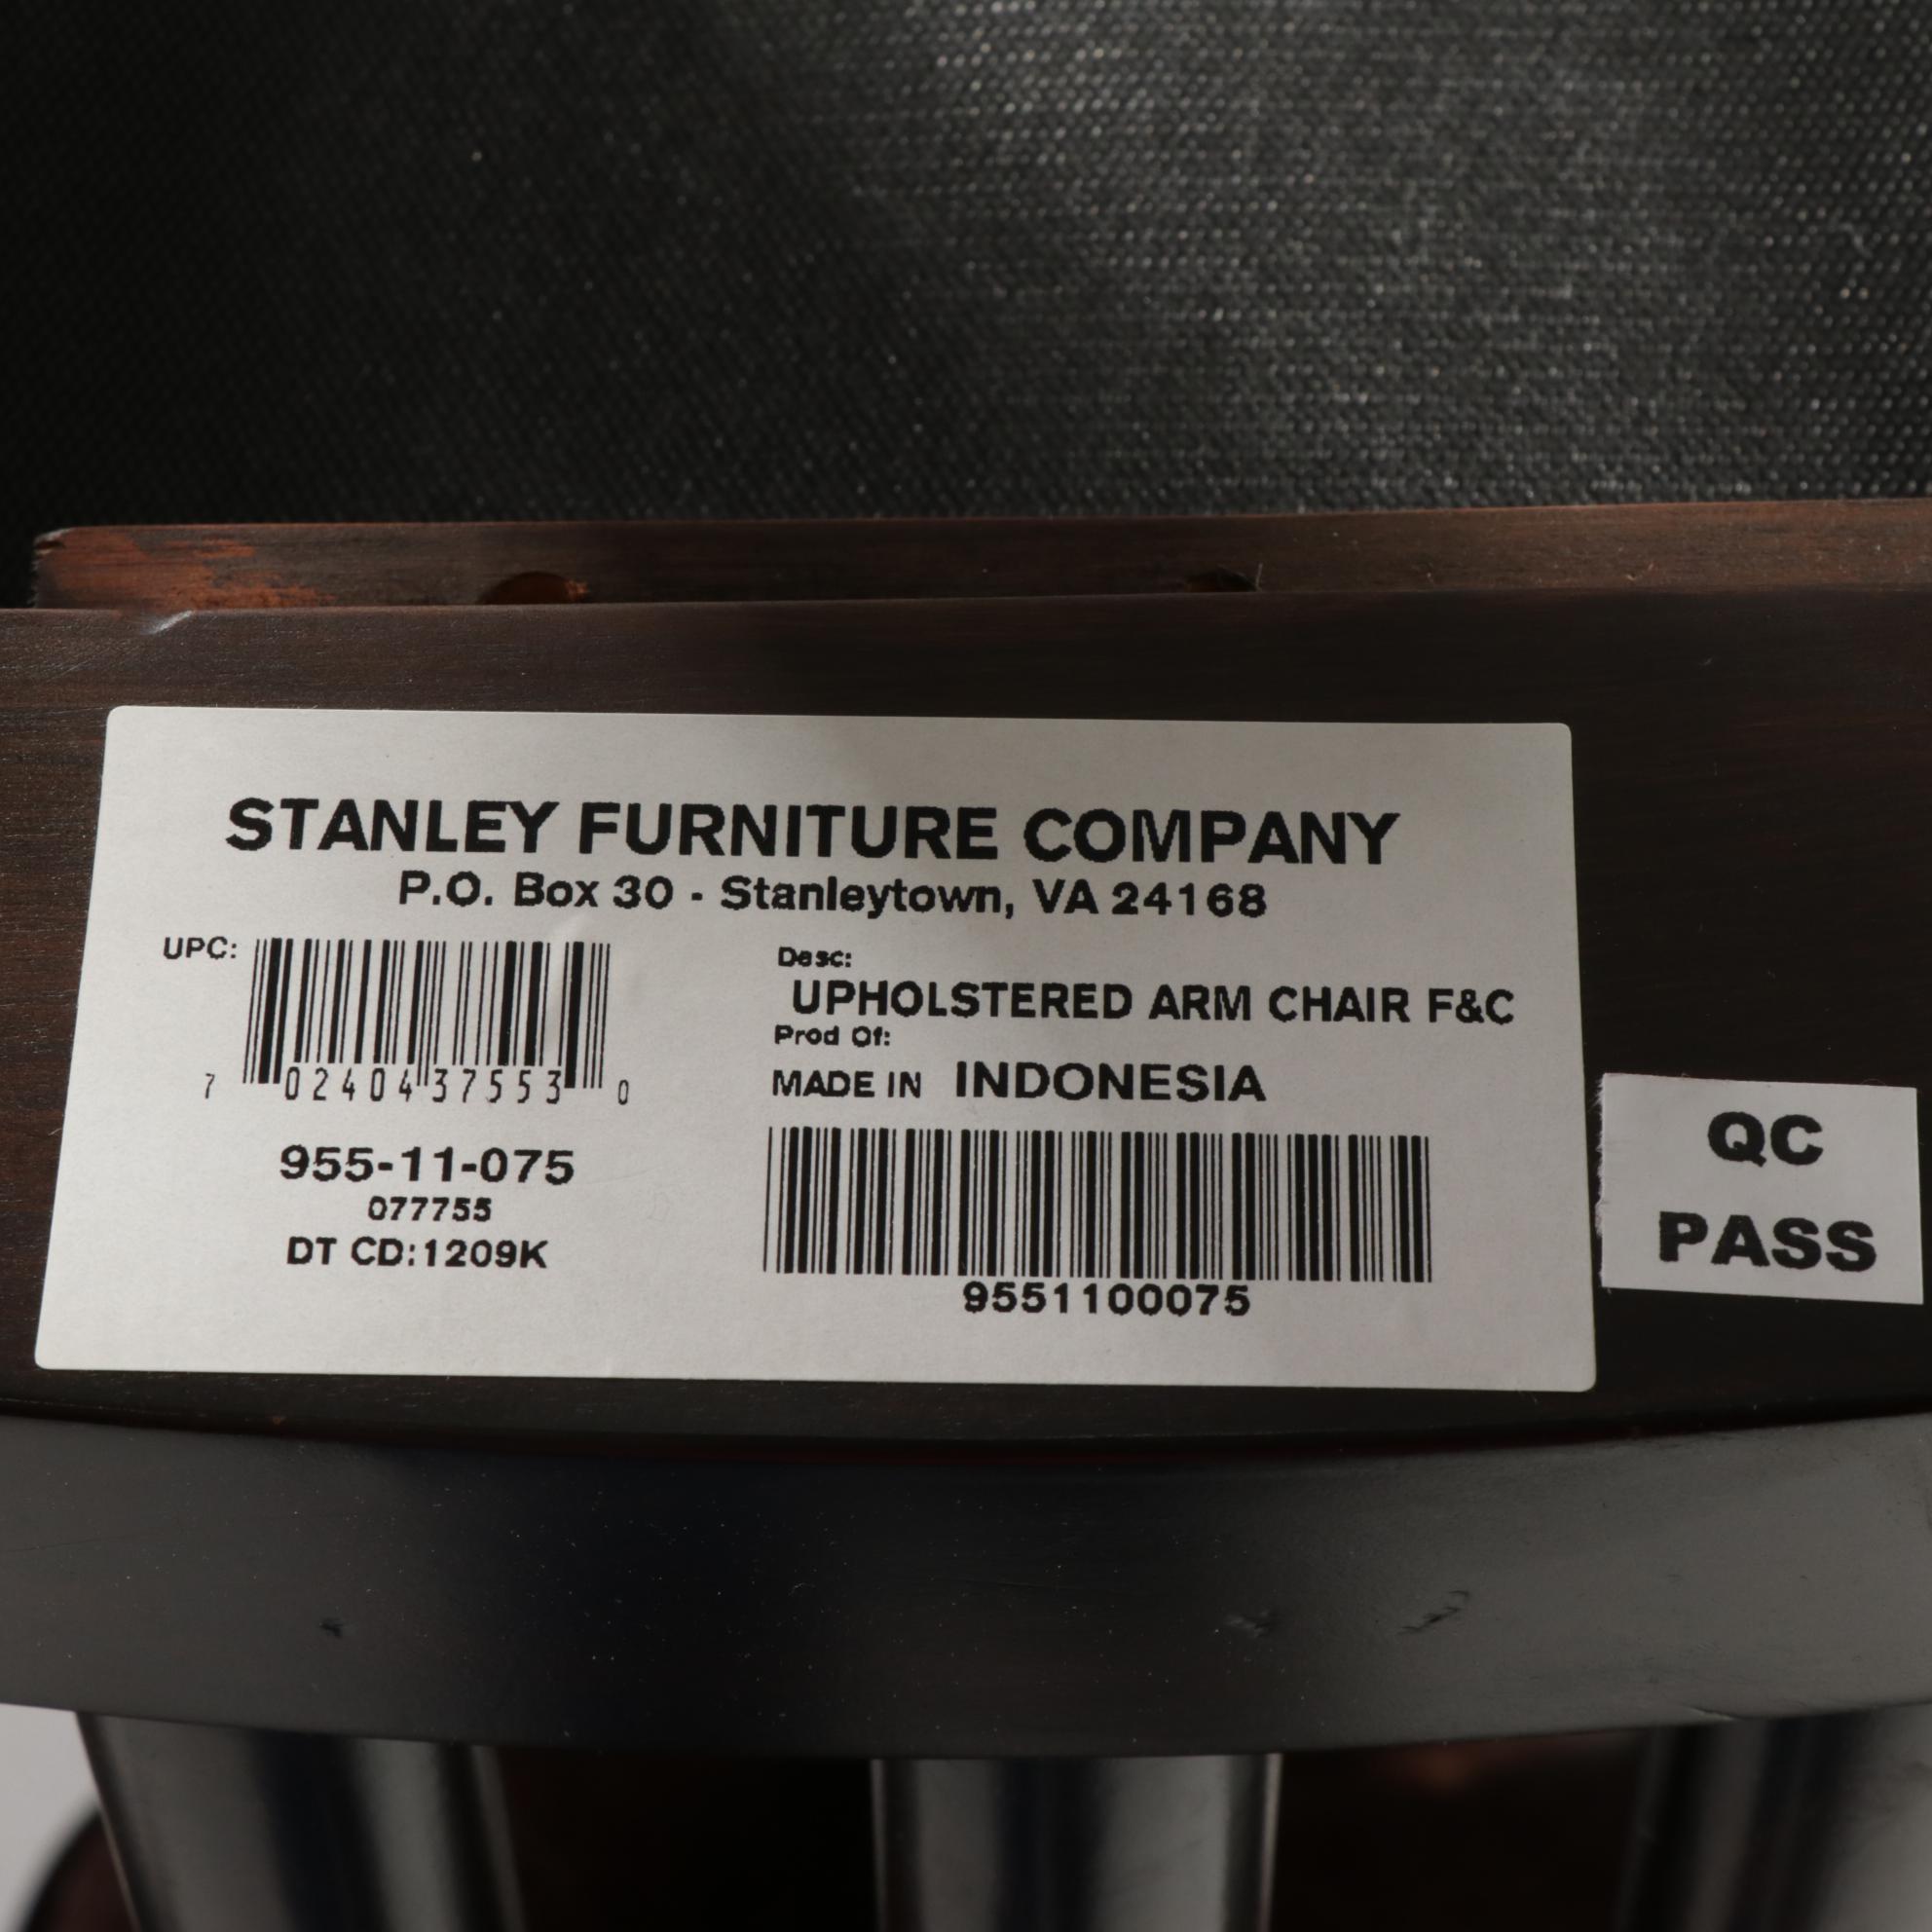 STANLEY FURNITURE COMPANY
P.O. Box 30 - Stanleytown, VA 24168
UPC:
7 02404 37553 0
955-11-075
077755
DT CD:1209K
Desc:
UPHOLSTERED ARM CHAIR F&C
Prod Of:
MADE IN INDONESIA
9551100075
QC
PASS